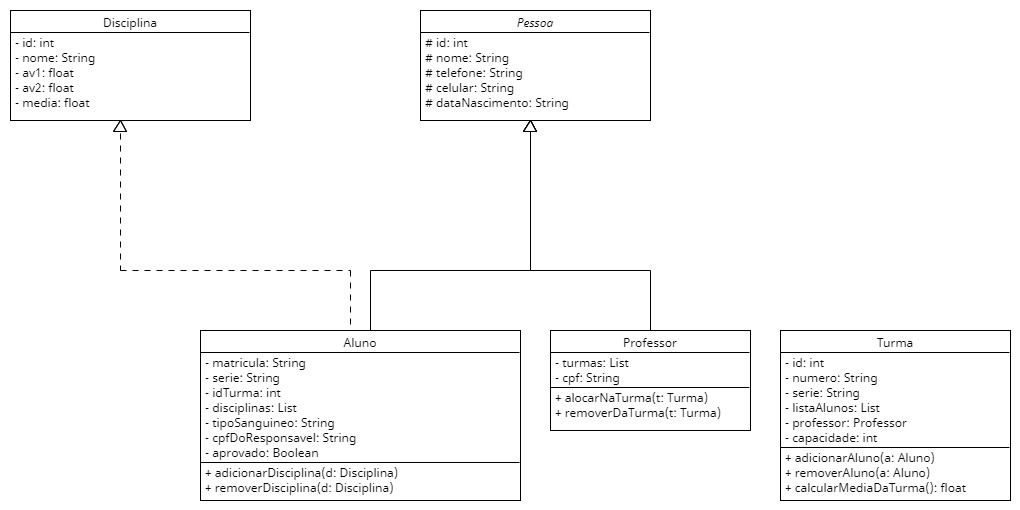 Disciplina
- id: int
- nome: String
- av1: float
- av2: float
- media: float
Pessoa
# id: int
# nome: String
# telefone: String
# celular: String
# dataNascimento: String
Aluno
- matricula: String
- serie: String
- idTurma: int
- disciplinas: List
- tipoSanguineo: String
- cpfDoResponsavel: String
- aprovado: Boolean
+ adicionarDisciplina(d: Disciplina)
+ removerDisciplina(d: Disciplina)
Professor
- turmas: List
- cpf: String
+ alocarNaTurma(t: Turma)
+ removerDaTurma(t: Turma)
Turma
- id: int
- numero: String
- serie: String
- listaAlunos: List
- professor: Professor
- capacidade: int
+ adicionarAluno(a: Aluno)
+ removerAluno(a: Aluno)
+ calcularMediaDaTurma(): float